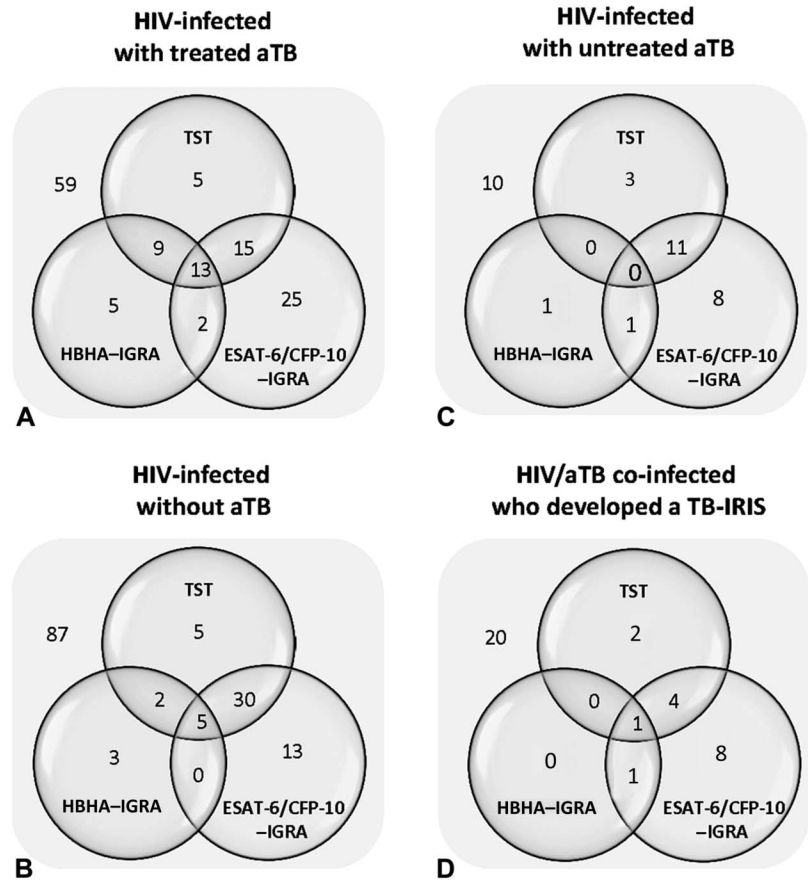 HIV-infected
with treated aTB
TST
59
5
9
15
13
5
25
2
HBHA–IGRA
ESAT-6/CFP-10
–IGRA
A
HIV-infected
with untreated aTB
TST
10
3
0
11
0
1
8
1
HBHA–IGRA
ESAT-6/CFP-10
–IGRA
C
HIV-infected
without aTB
TST
87
5
2
30
5
3
13
0
HBHA–IGRA
ESAT-6/CFP-10
–IGRA
B
HIV/aTB co-infected
who developed a TB-IRIS
TST
20
2
0
4
1
0
8
1
HBHA–IGRA
ESAT-6/CFP-10
–IGRA
D